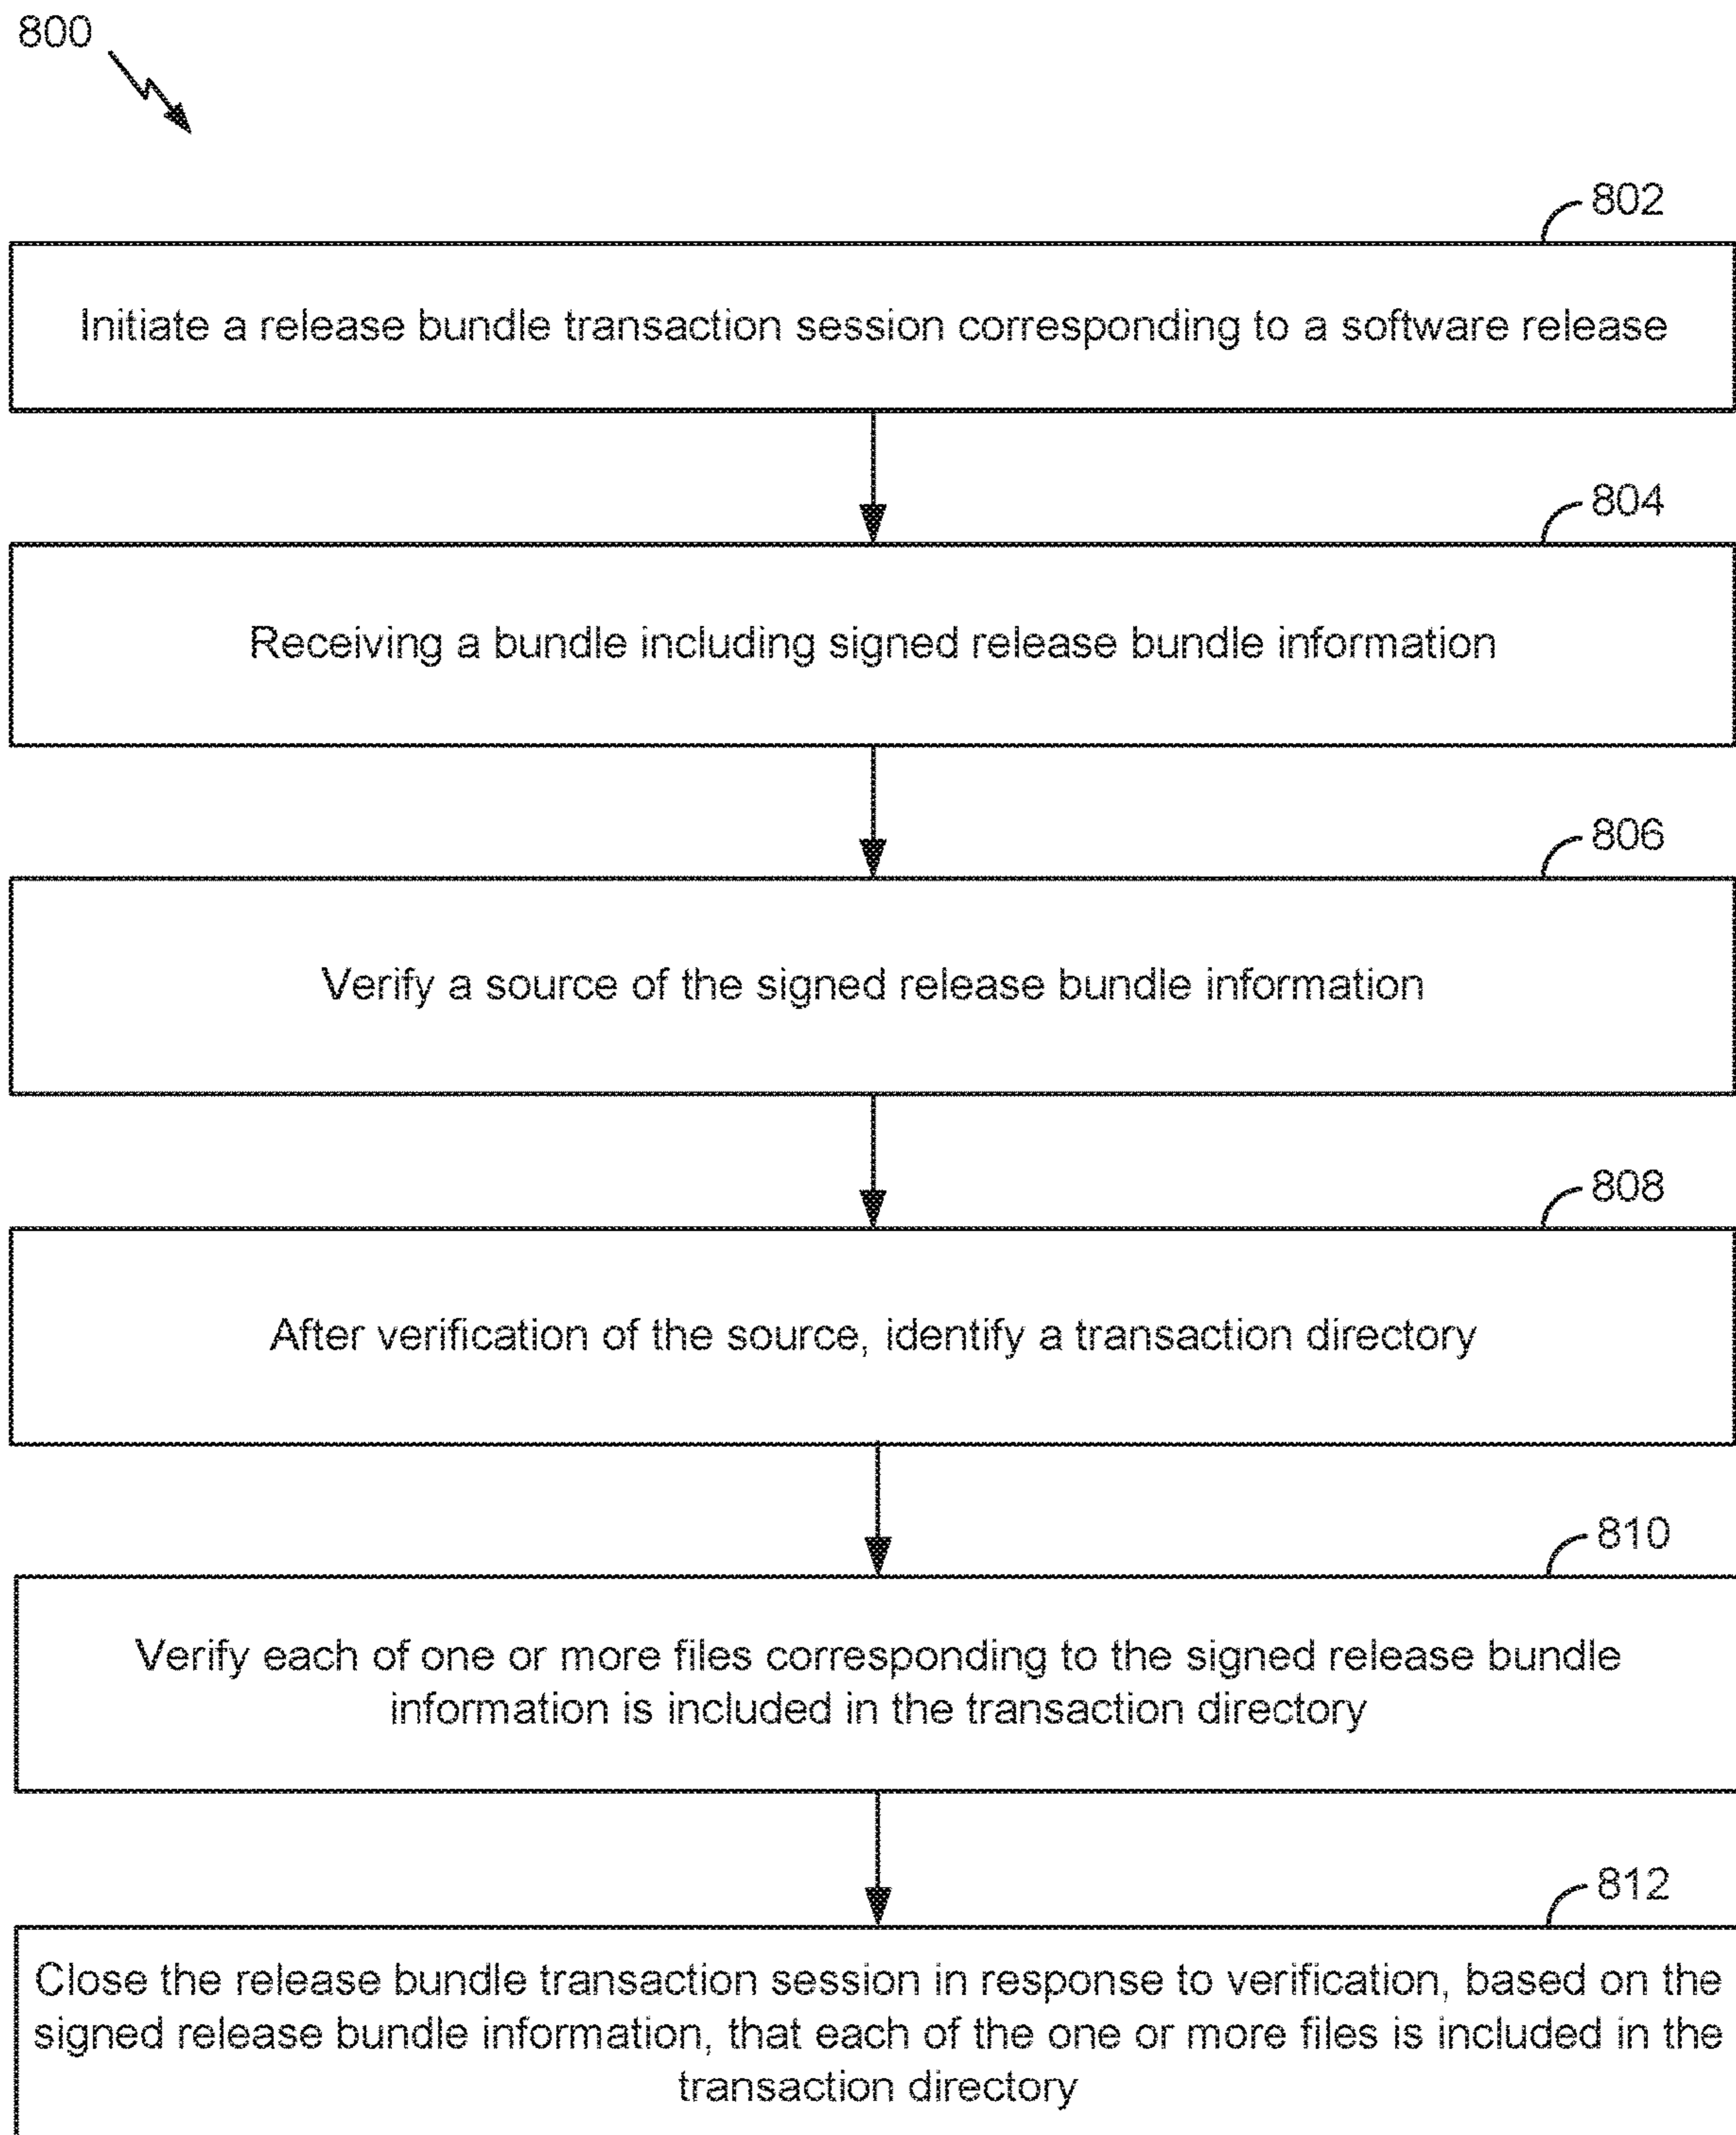 800
802
Initiate a release bundle transaction session corresponding to a software release
804
Receiving a bundle including signed release bundle information
806
Verify a source of the signed release bundle information
808
After verification of the source, identify a transaction directory
810
Verify each of one or more files corresponding to the signed release bundle
information is included in the transaction directory
812
Close the release bundle transaction session in response to verification, based on the
signed release bundle information, that each of the one or more files is included in the
transaction directory